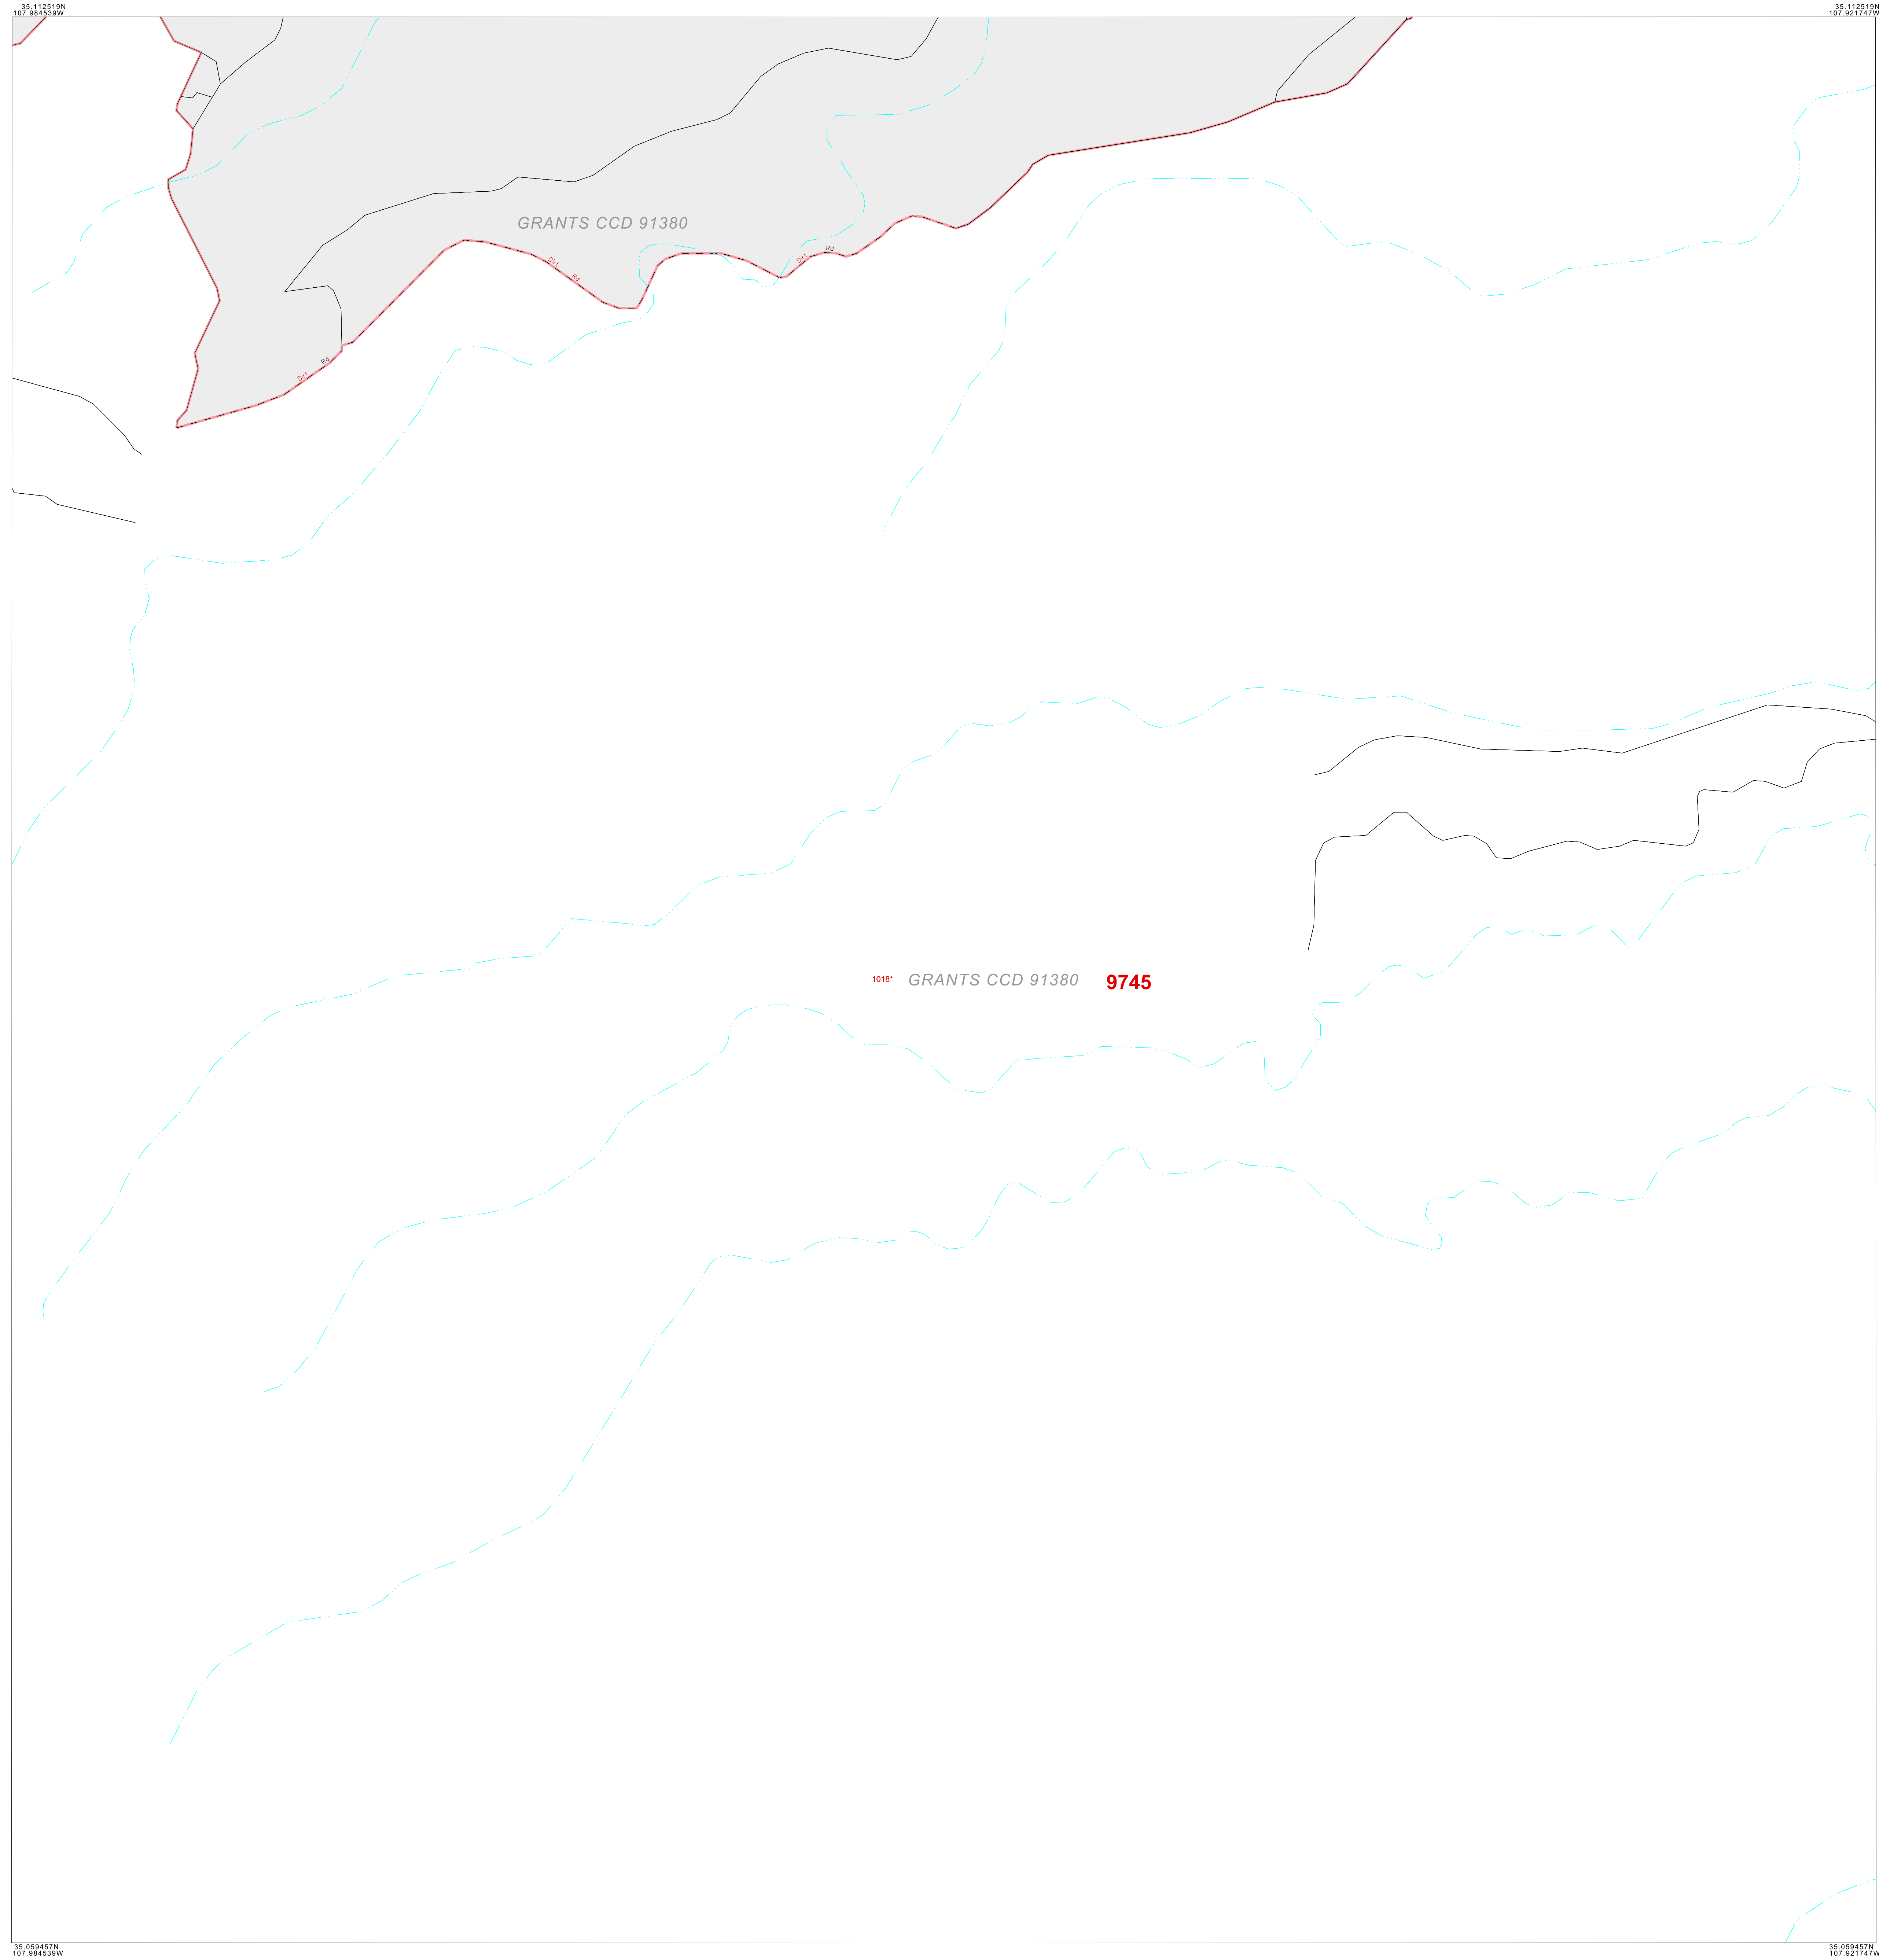 35.112519N
107.984539W
35.112519N
107.921747W
GRANTS CCD 91380
Dirt Rd
Dirt Rd
Dirt Rd
1018* GRANTS CCD 91380 9745
35.059457N
107.984539W
35.059457N
107.921747W